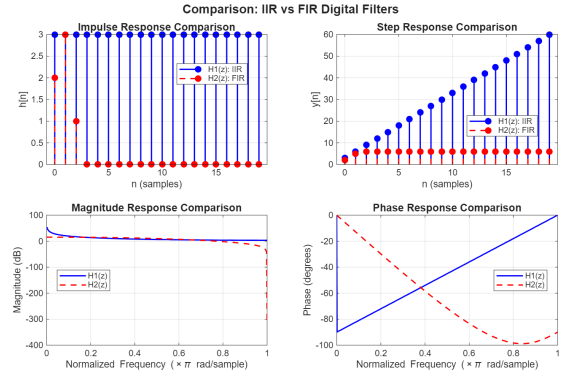 Comparison: IIR vs FIR Digital Filters
Impulse Response Comparison
3
2.5
2
1.5
1
0.5
0
h[n]
H1(z): IIR
H2(z): FIR
0 5 10 15
n (samples)
Step Response Comparison
60
50
40
30
20
10
0
y[n]
H1(z): IIR
H2(z): FIR
0 5 10 15
n (samples)
Magnitude Response Comparison
100
0
-100
-200
-300
-400
Magnitude (dB)
H1(z)
H2(z)
0 0.2 0.4 0.6 0.8 1
Normalized Frequency (×π rad/sample)
Phase Response Comparison
0
-20
-40
-60
-80
-100
Phase (degrees)
H1(z)
H2(z)
0 0.2 0.4 0.6 0.8 1
Normalized Frequency (×π rad/sample)